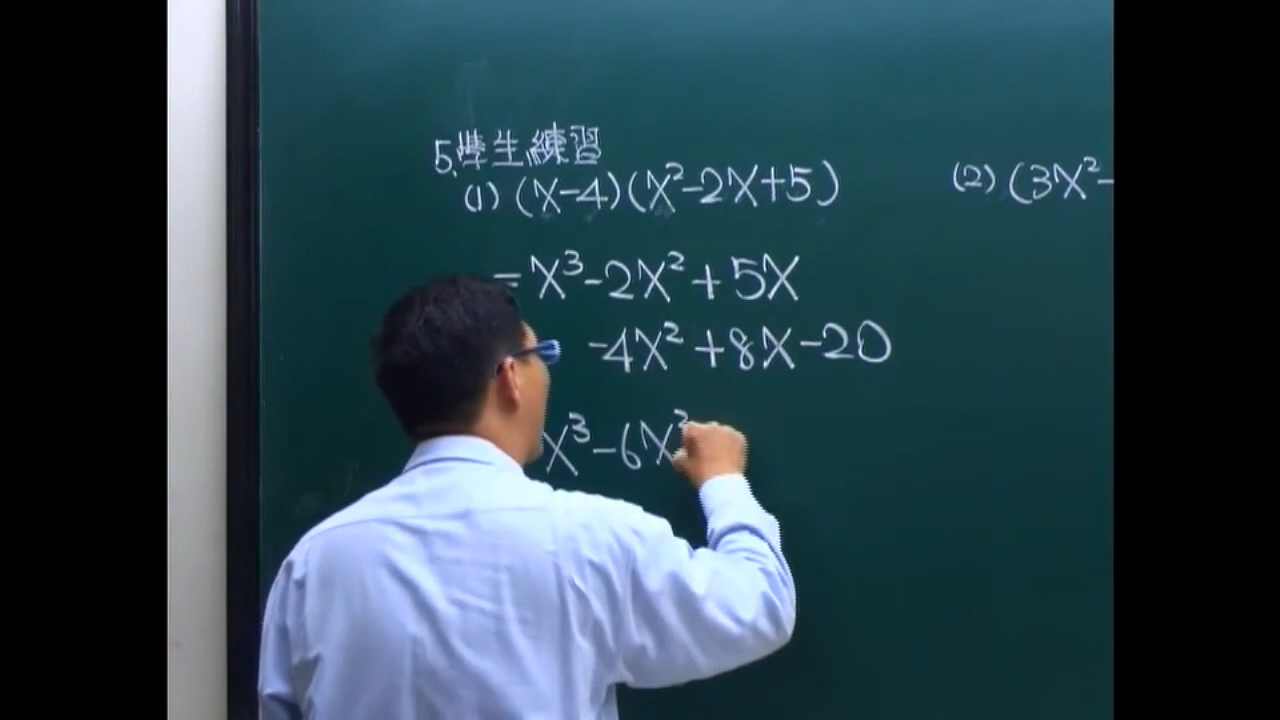 5.學生練習
(1) (x-4)(x²-2x+5)
(2) (3x²-
=x³-2x²+5x
-4x²+8x-20
x³-6x²